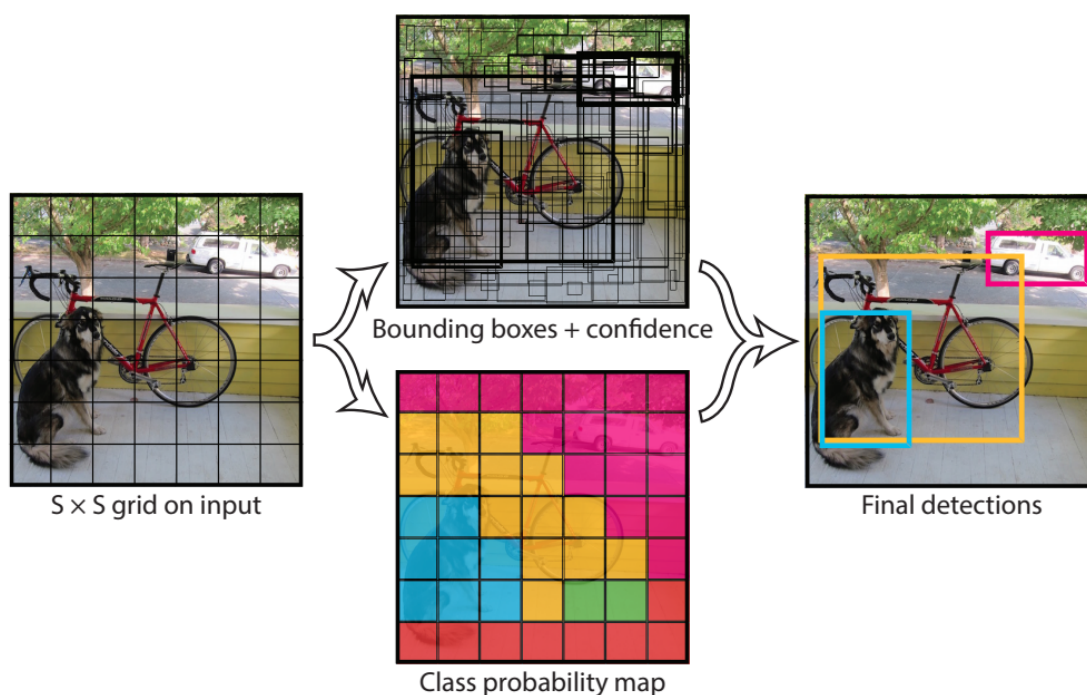 Bounding boxes + confidence
S × S grid on input
Final detections
Class probability map